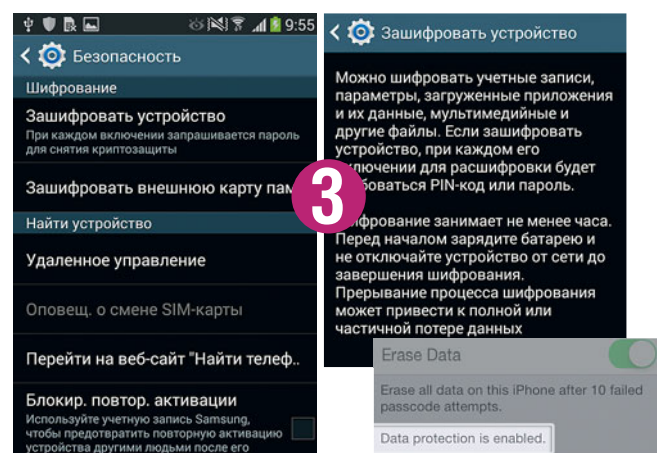 9:55
Безопасность
Шифрование
Зашифровать устройство
При каждом включении запрашивается пароль
для снятия криптозащиты
Зашифровать внешнюю карту пам
Найти устройство
Удаленное управление
Оповещ. о смене SIM-карты
Перейти на веб-сайт "Найти телеф..
Блокир. повтор. активации
Используйте учетную запись Samsung,
чтобы предотвратить повторную активацию
устройства другими людьми после его
3
Зашифровать устройство
Можно шифровать учетные записи,
параметры, загруженные приложения
и их данные, мультимедийные и
другие файлы. Если зашифровать
устройство, при каждом его
ключении для расшифровки будет
боваться PIN-код или пароль.
ифрование занимает не менее часа.
Перед началом зарядите батарею и
не отключайте устройство от сети до
завершения шифрования.
Прерывание процесса шифрования
может привести к полной или
частичной потере данных
Erase Data
Erase all data on this iPhone after 10 failed
passcode attempts.
Data protection is enabled.